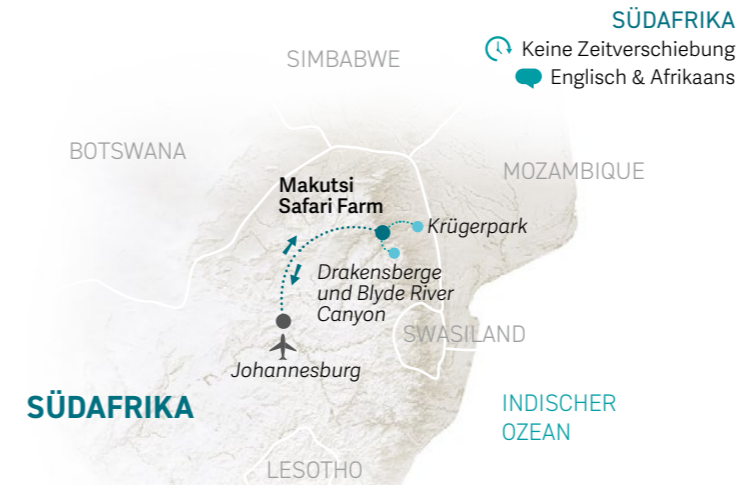 SÜDAFRIKA
Keine Zeitverschiebung
Englisch & Afrikaans
SIMBABWE
BOTSWANA
MOZAMBIQUE
Makutsi
Safari Farm
Krügerpark
Drakensberge
und Blyde River
Canyon
SWASILAND
Johannesburg
SÜDAFRIKA
INDISCHER
OZEAN
LESOTHO